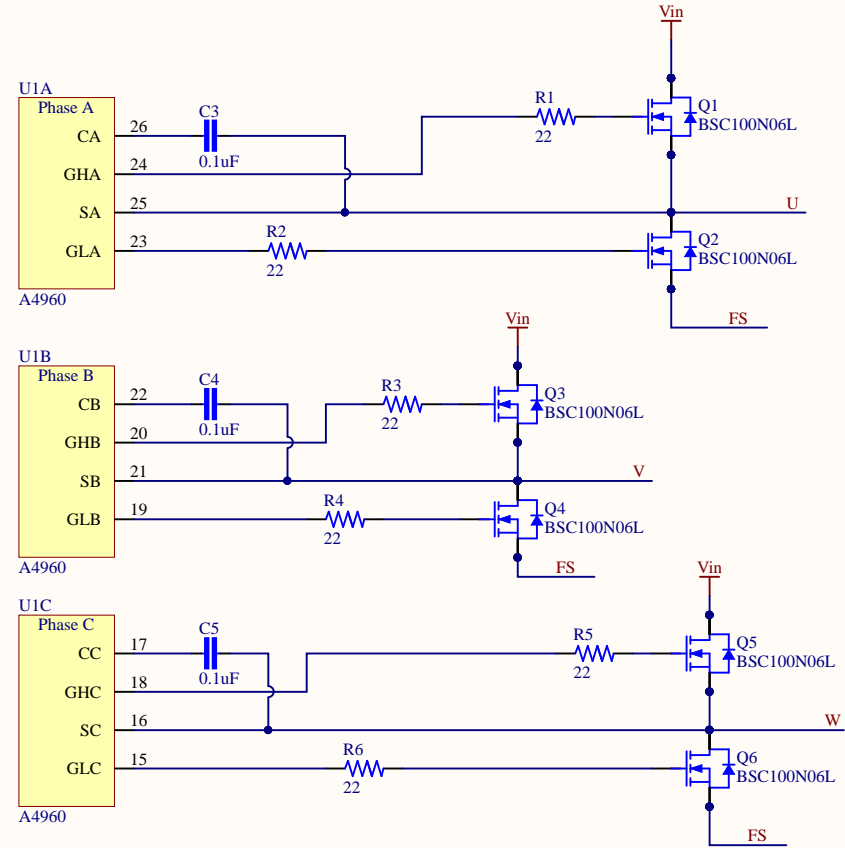 Vin
U1A
Phase A
CA
26
C3
0.1uF
R1
22
Q1
BSC100N06L
GHA
24
SA
25
U
GLA
23
R2
22
Q2
BSC100N06L
A4960
FS
Vin
U1B
Phase B
CB
22
C4
0.1uF
R3
22
Q3
BSC100N06L
GHB
20
SB
21
V
GLB
19
R4
22
Q4
BSC100N06L
A4960
FS
Vin
U1C
Phase C
CC
17
C5
0.1uF
R5
22
Q5
BSC100N06L
GHC
18
SC
16
W
GLC
15
R6
22
Q6
BSC100N06L
A4960
FS